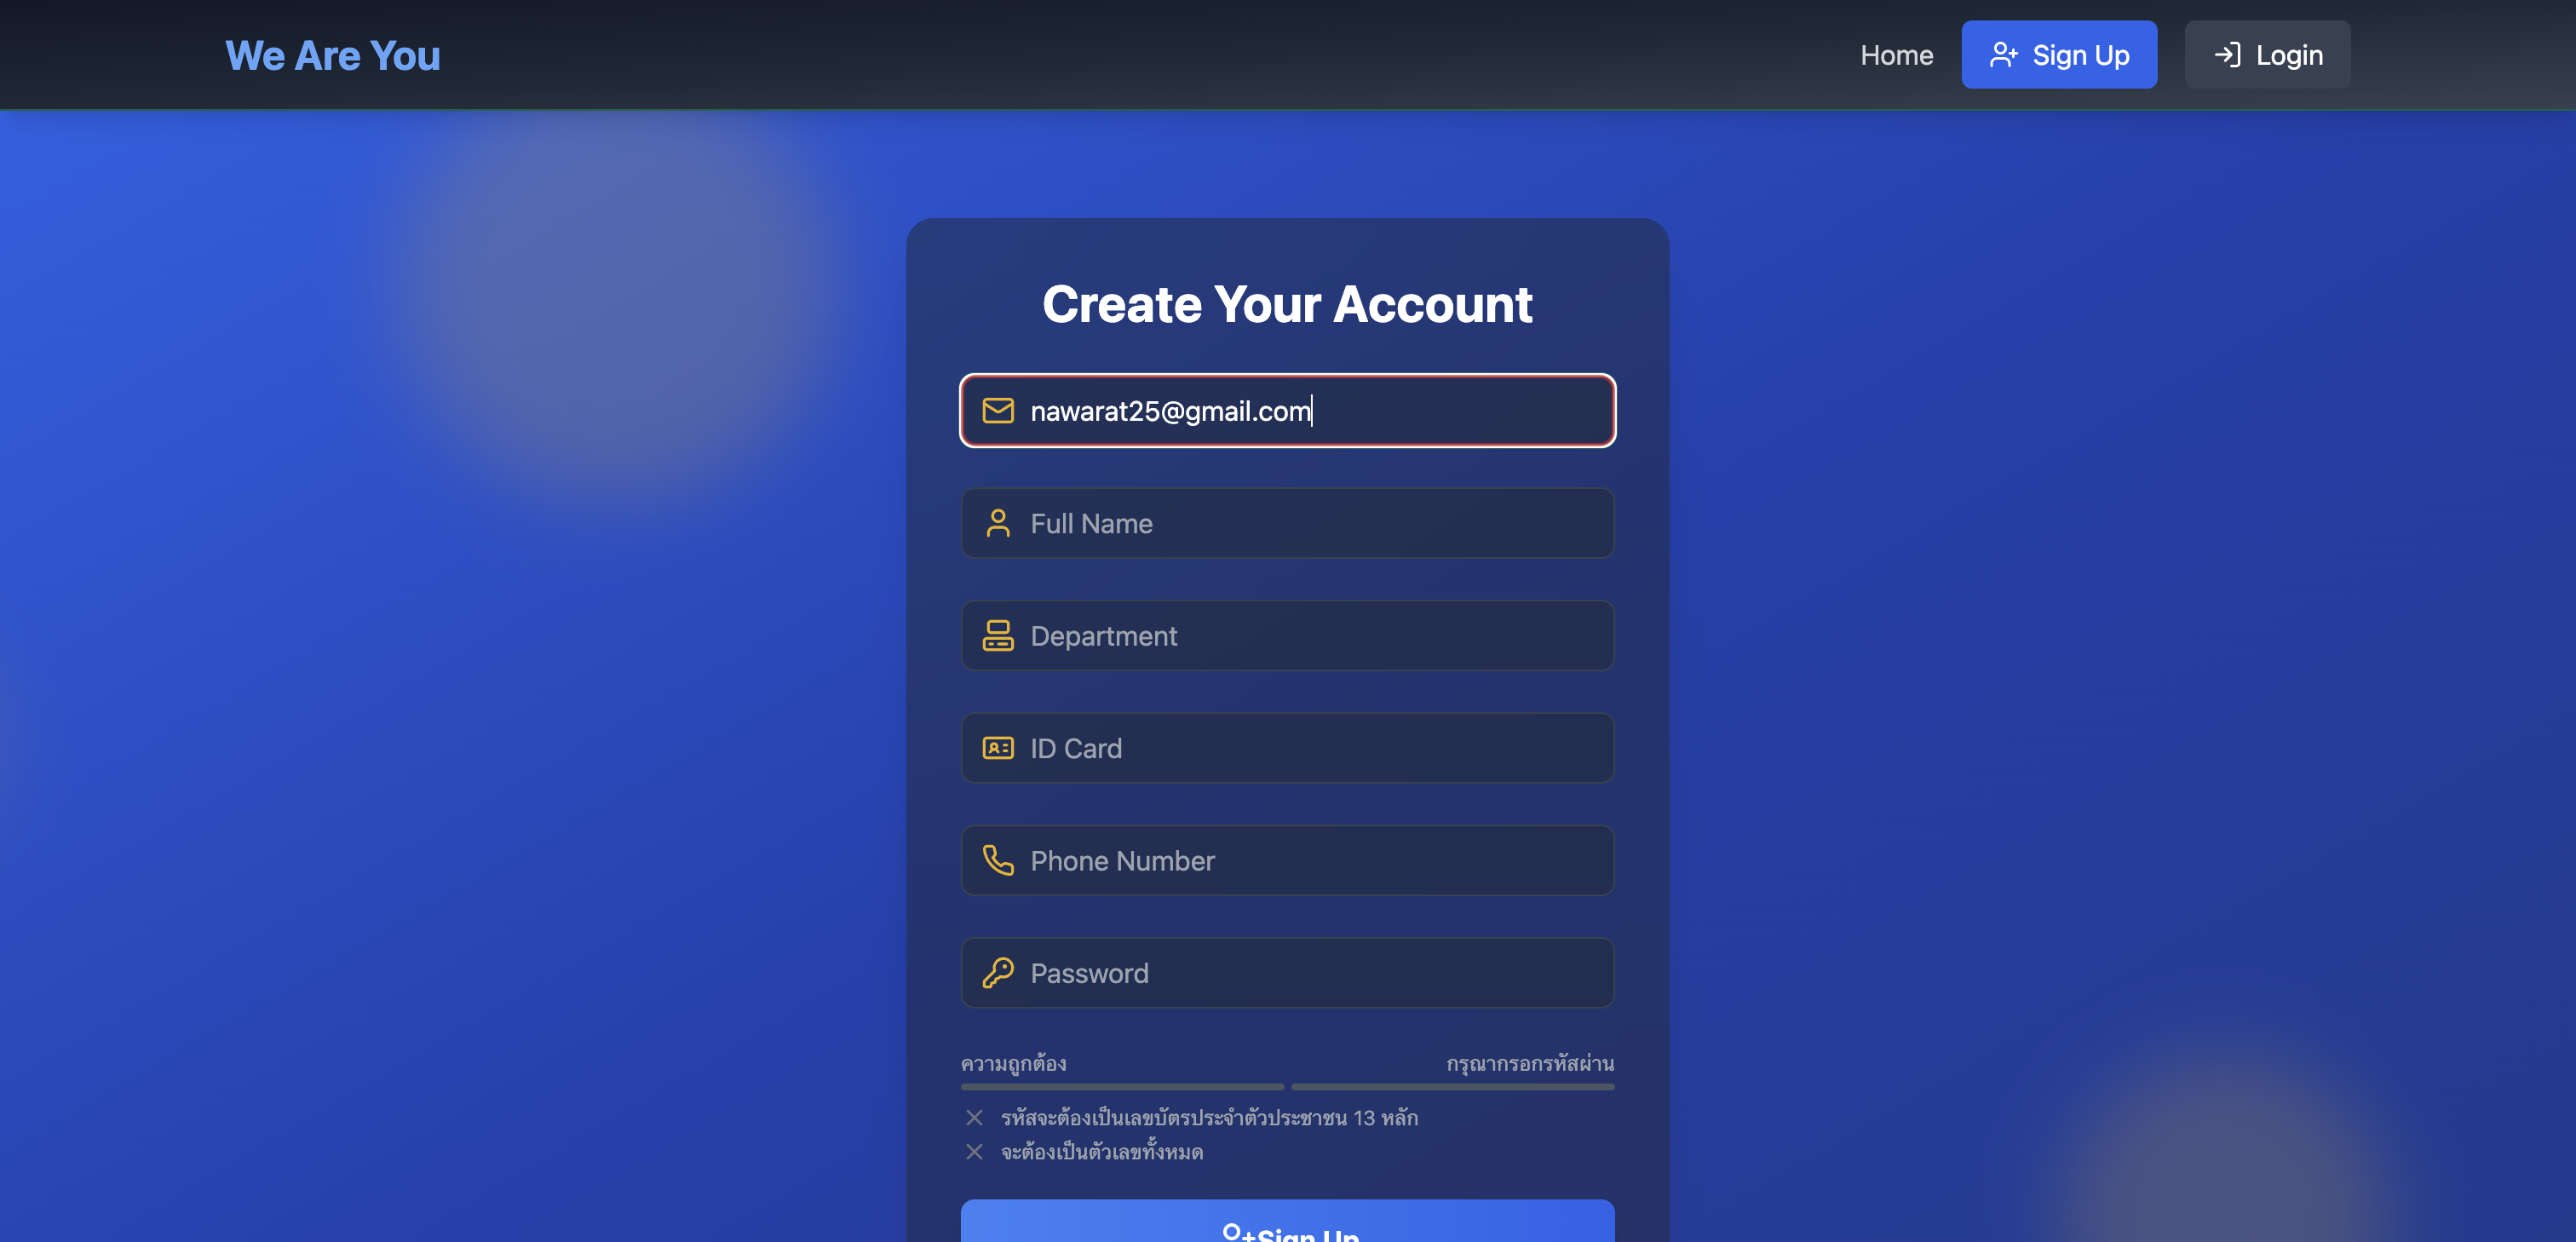 We Are You
Home
Sign Up
Login
Create Your Account
nawarat25@gmail.com
Full Name
Department
ID Card
Phone Number
Password
ความถูกต้อง
กรุณากรอกรหัสผ่าน
รหัสจะต้องเป็นเลขบัตรประจำตัวประชาชน 13 หลัก
จะต้องเป็นตัวเลขทั้งหมด
Sign Up